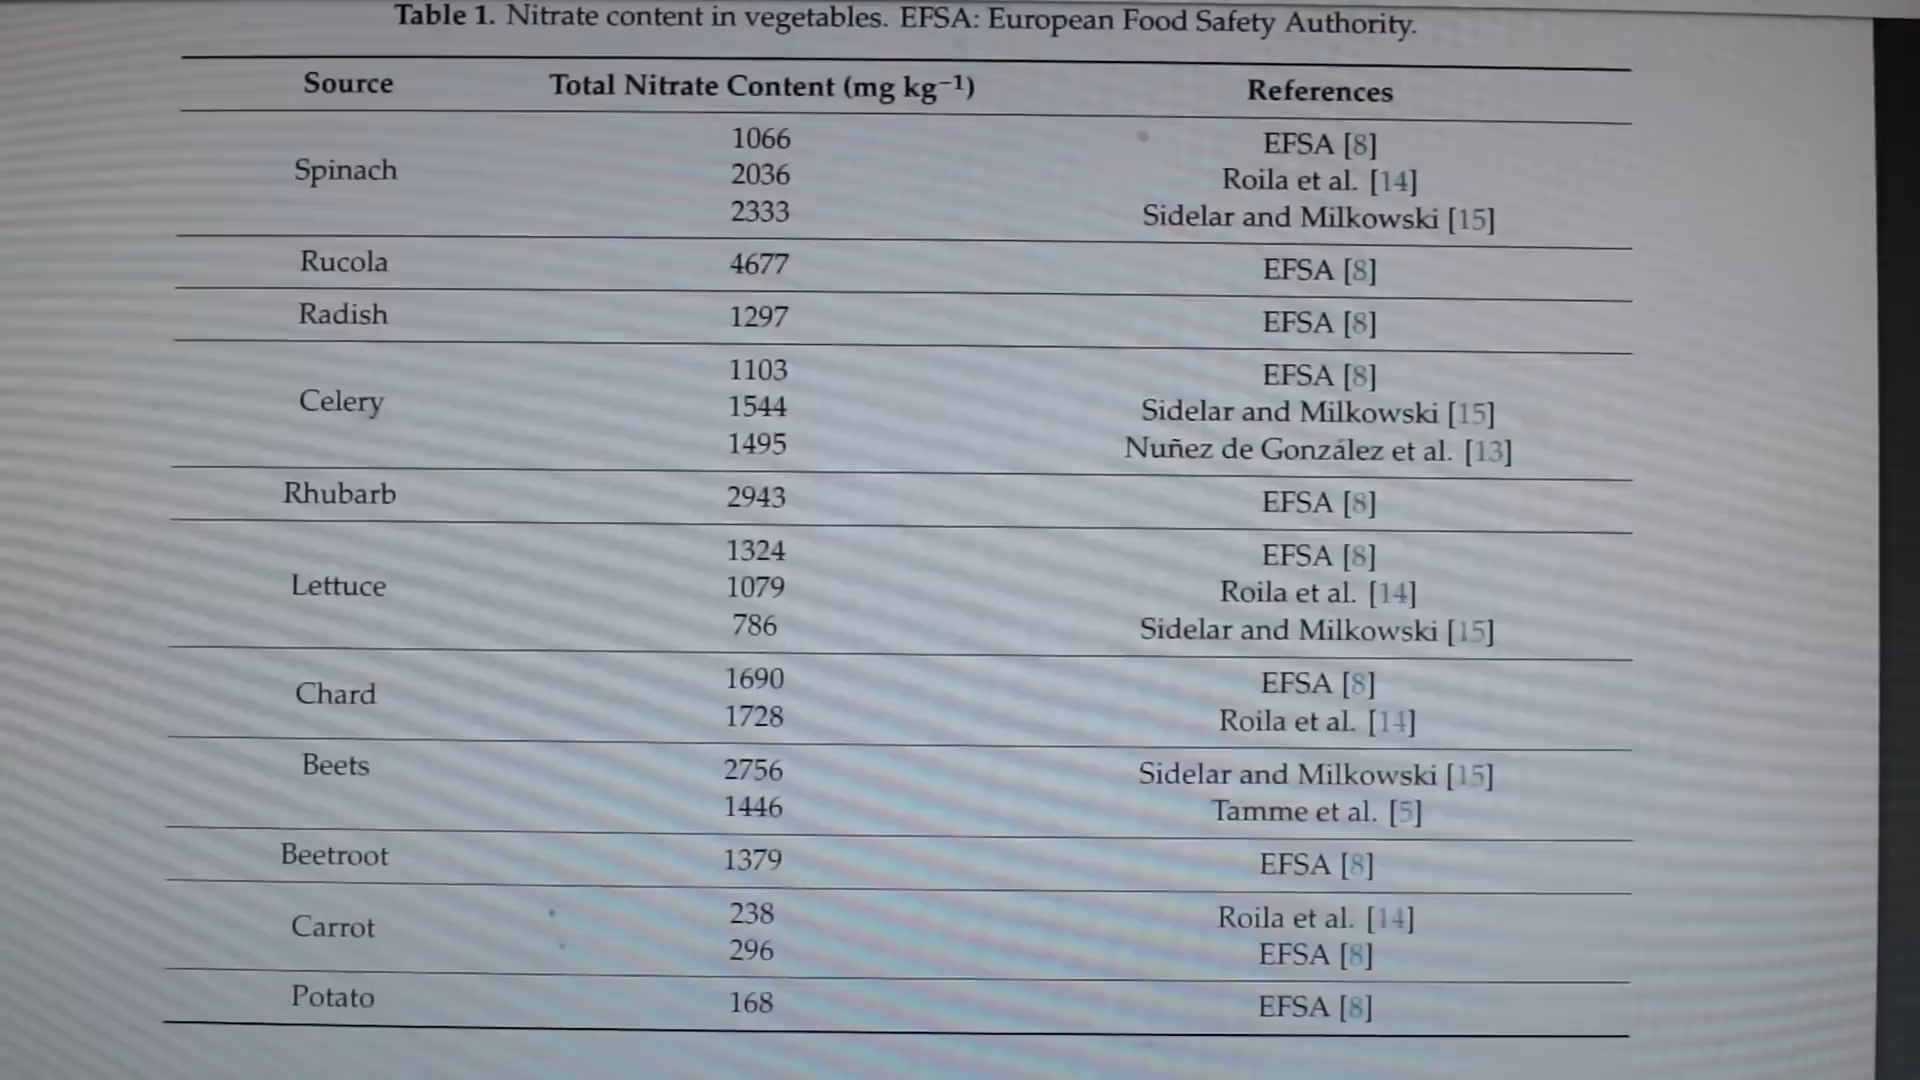 Table 1. Nitrate content in vegetables. EFSA: European Food Safety Authority.
Source Total Nitrate Content (mg kg−1) References
Spinach
1066 EFSA [8]
2036 Roila et al. [14]
2333 Sidelar and Milkowski [15]
Rucola 4677 EFSA [8]
Radish 1297 EFSA [8]
Celery
1103 EFSA [8]
1544 Sidelar and Milkowski [15]
1495 Nuñez de González et al. [13]
Rhubarb 2943 EFSA [8]
Lettuce
1324 EFSA [8]
1079 Roila et al. [14]
786 Sidelar and Milkowski [15]
Chard
1690 EFSA [8]
1728 Roila et al. [14]
Beets
2756 Sidelar and Milkowski [15]
1446 Tamme et al. [5]
Beetroot 1379 EFSA [8]
Carrot
238 Roila et al. [14]
296 EFSA [8]
Potato 168 EFSA [8]